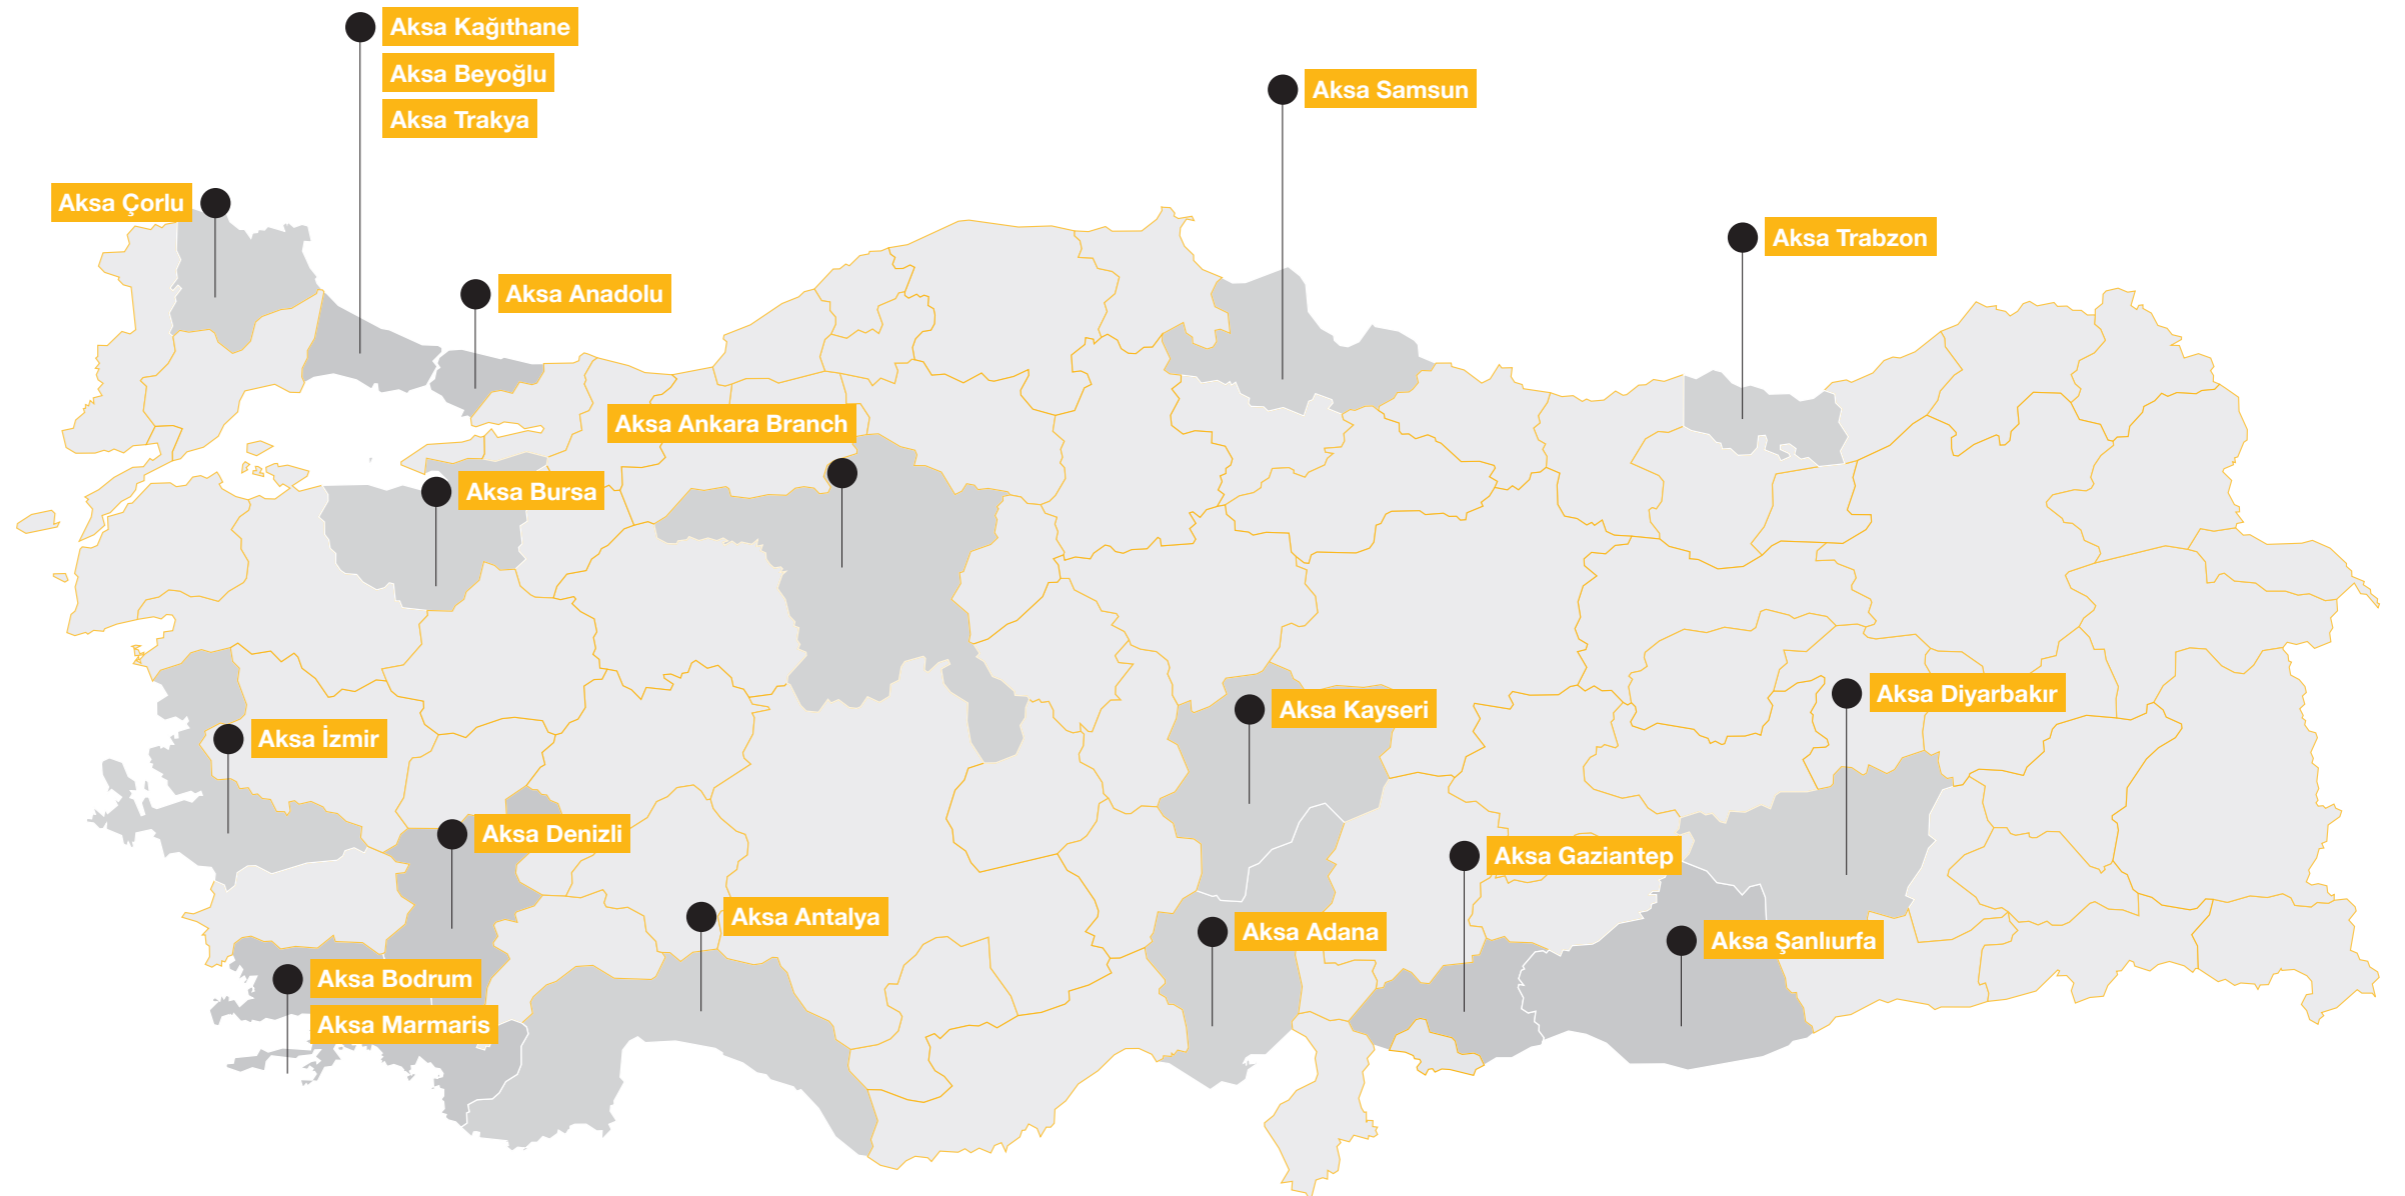 Aksa Kağıthane
Aksa Beyoğlu
Aksa Trakya
Aksa Samsun
Aksa Çorlu
Aksa Trabzon
Aksa Anadolu
Aksa Ankara Branch
Aksa Bursa
Aksa Diyarbakır
Aksa Kayseri
Aksa İzmir
Aksa Denizli
Aksa Gaziantep
Aksa Antalya
Aksa Adana
Aksa Şanlıurfa
Aksa Bodrum
Aksa Marmaris